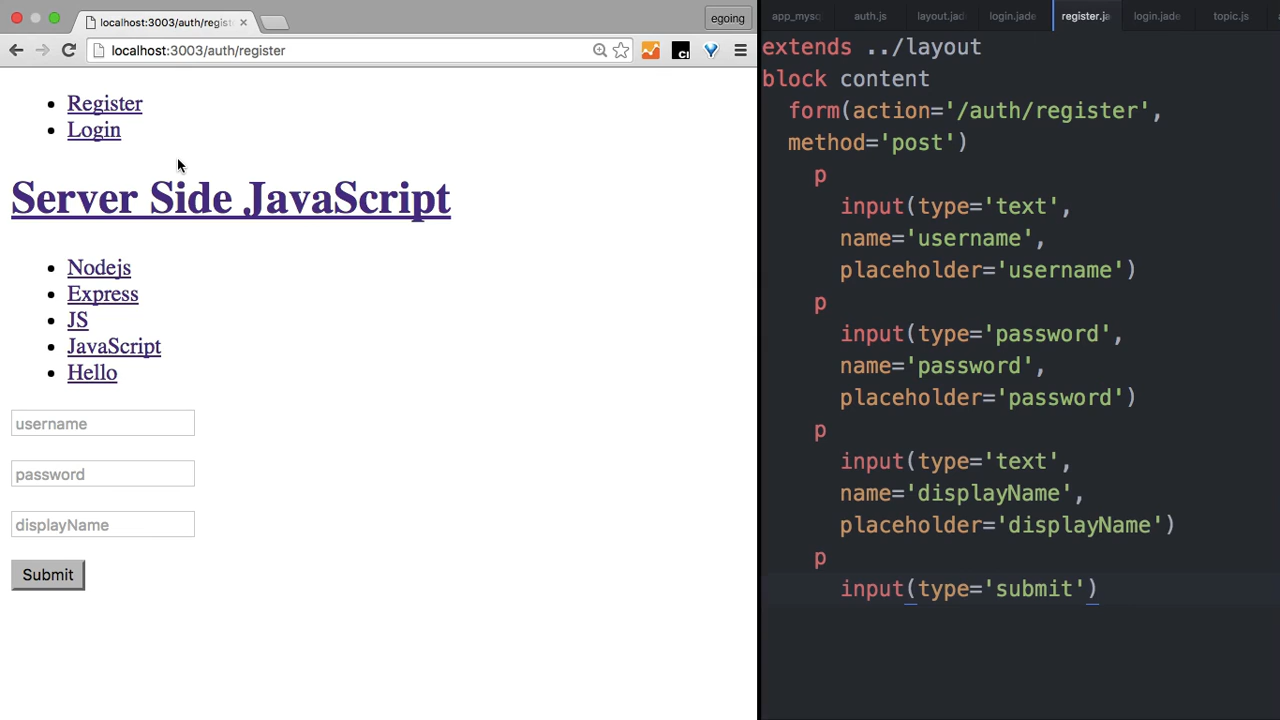 localhost:3003/auth/regist
egoing
localhost:3003/auth/register
Register
Login
Server Side JavaScript
Nodejs
Express
JS
JavaScript
Hello
username
password
displayName
Submit
app_mysq
auth.js
layout.jad
login.jade
register.ja
login.jade
topic.js
extends ../layout
block content
form(action='/auth/register',
method='post')
p
input(type='text',
name='username',
placeholder='username')
p
input(type='password',
name='password',
placeholder='password')
p
input(type='text',
name='displayName',
placeholder='displayName')
p
input(type='submit')